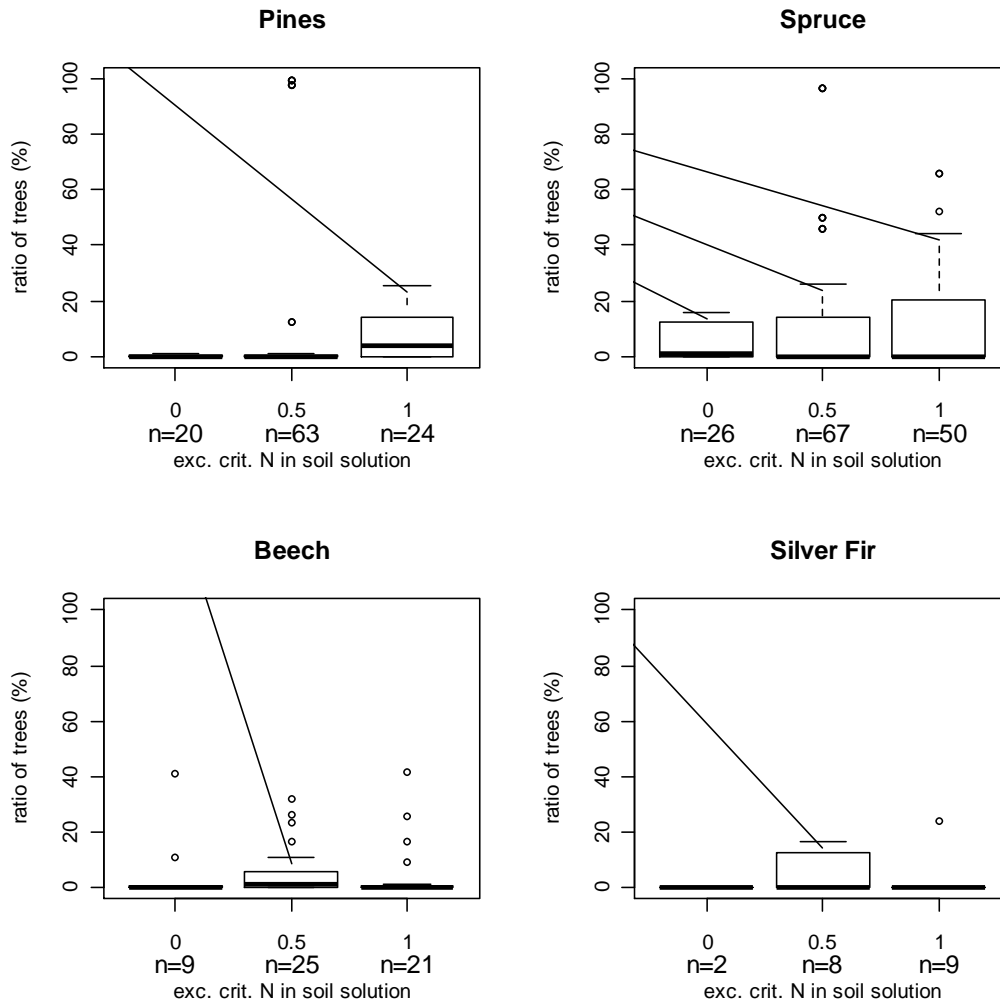 Pines
ratio of trees (%)
100
80
60
40
20
0
0
0.5
1
n=20
n=63
n=24
exc. crit. N in soil solution
Spruce
ratio of trees (%)
100
80
60
40
20
0
0
0.5
1
n=26
n=67
n=50
exc. crit. N in soil solution
Beech
ratio of trees (%)
100
80
60
40
20
0
0
0.5
1
n=9
n=25
n=21
exc. crit. N in soil solution
Silver Fir
ratio of trees (%)
100
80
60
40
20
0
0
0.5
1
n=2
n=8
n=9
exc. crit. N in soil solution